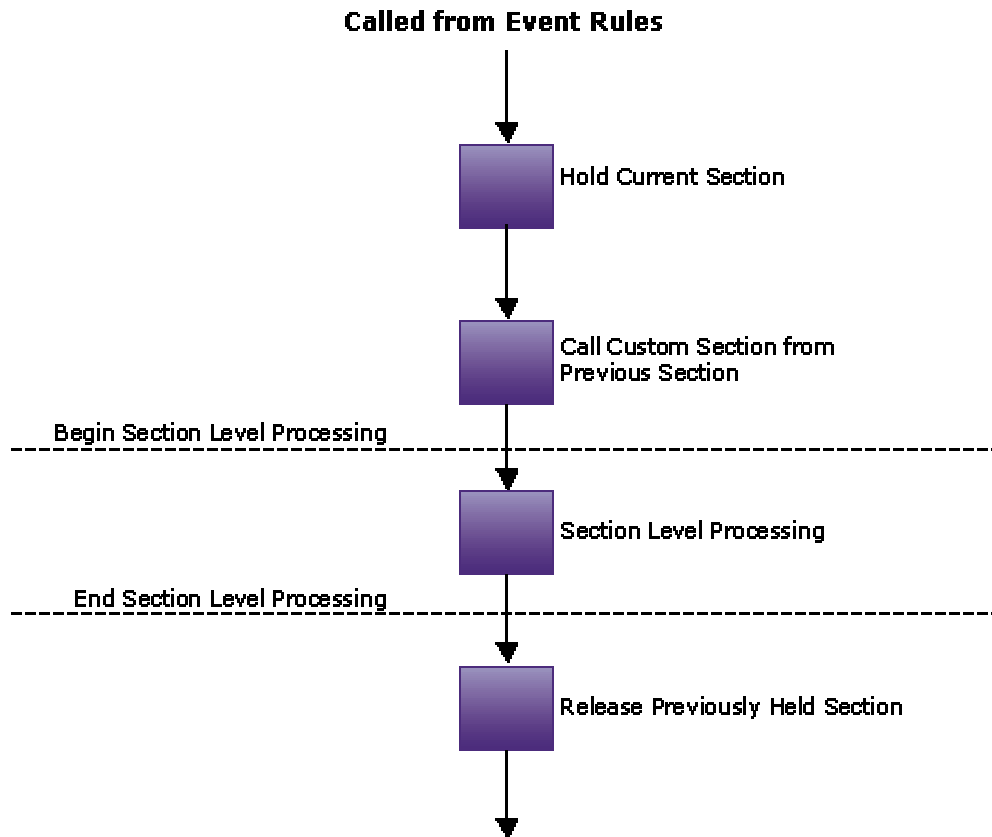 Called from Event Rules
Hold Current Section
Call Custom Section from
Previous Section
Begin Section Level Processing
Section Level Processing
End Section Level Processing
Release Previously Held Section